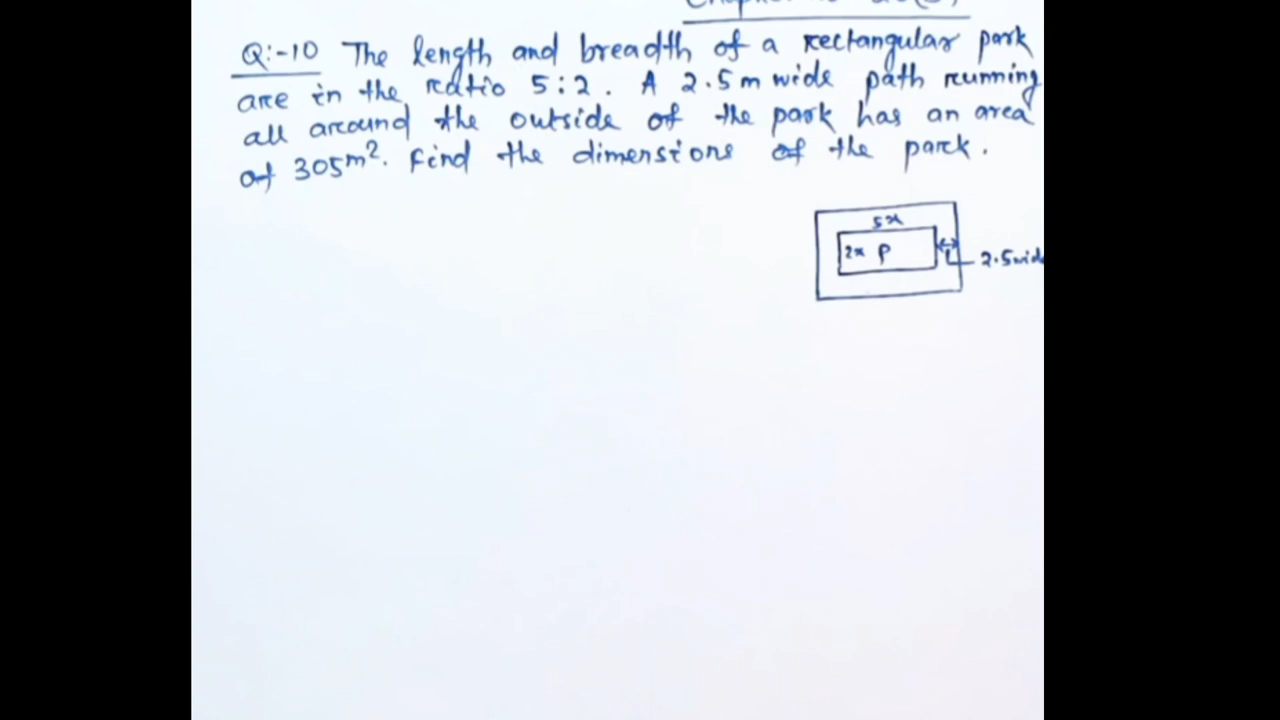 Q:-10 The length and breadth of a rectangular park
are in the ratio 5:2. A 2.5m wide path running
all around the outside of the park has an area
of 305m². Find the dimensions of the park.
5x
2x P
2.5wid